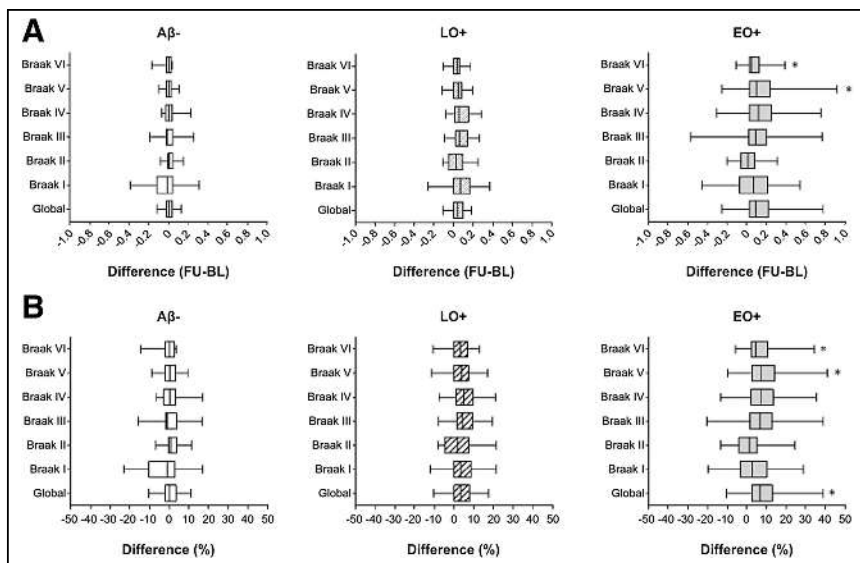 A
Aβ-
LO+
EO+
Braak VI
Braak V
Braak IV
Braak III
Braak II
Braak I
Global
-1.0 -0.8 -0.6 -0.4 -0.2 0 0.2 0.4 0.6 0.8 1.0
Difference (FU-BL)
Braak VI
Braak V
Braak IV
Braak III
Braak II
Braak I
Global
-1.0 -0.8 -0.6 -0.4 -0.2 0 0.2 0.4 0.6 0.8 1.0
Difference (FU-BL)
Braak VI *
Braak V *
Braak IV
Braak III
Braak II
Braak I
Global
-1.0 -0.8 -0.6 -0.4 -0.2 0 0.2 0.4 0.6 0.8 1.0
Difference (FU-BL)
B
Aβ-
LO+
EO+
Braak VI
Braak V
Braak IV
Braak III
Braak II
Braak I
Global
-50 -40 -30 -20 -10 0 10 20 30 40 50
Difference (%)
Braak VI
Braak V
Braak IV
Braak III
Braak II
Braak I
Global
-50 -40 -30 -20 -10 0 10 20 30 40 50
Difference (%)
Braak VI *
Braak V *
Braak IV
Braak III
Braak II
Braak I
Global *
-50 -40 -30 -20 -10 0 10 20 30 40 50
Difference (%)